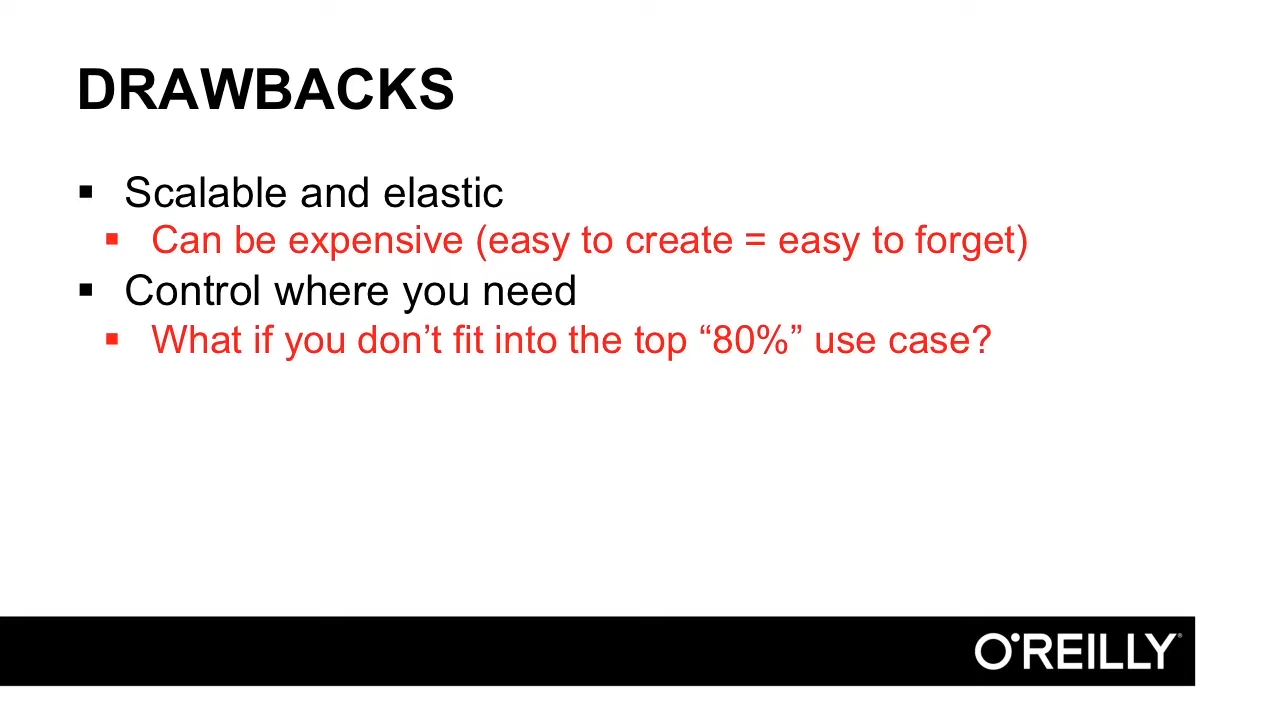 DRAWBACKS
▪ Scalable and elastic
▪ Can be expensive (easy to create = easy to forget)
▪ Control where you need
▪ What if you don’t fit into the top “80%” use case?
O'REILLY®